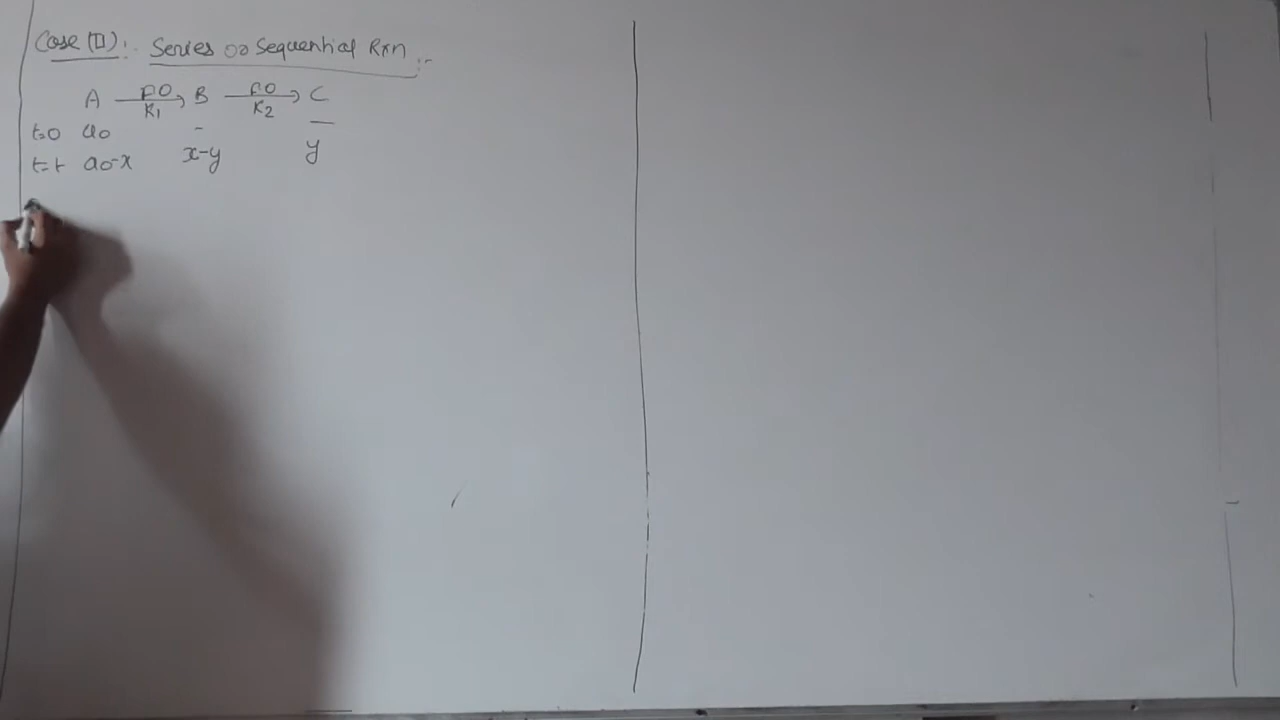 Case (II):- Series or Sequential Rxn :-
A →(FO, K1) B →(FO, K2) C
t=0 a0 - —
t=t a0-x x-y y